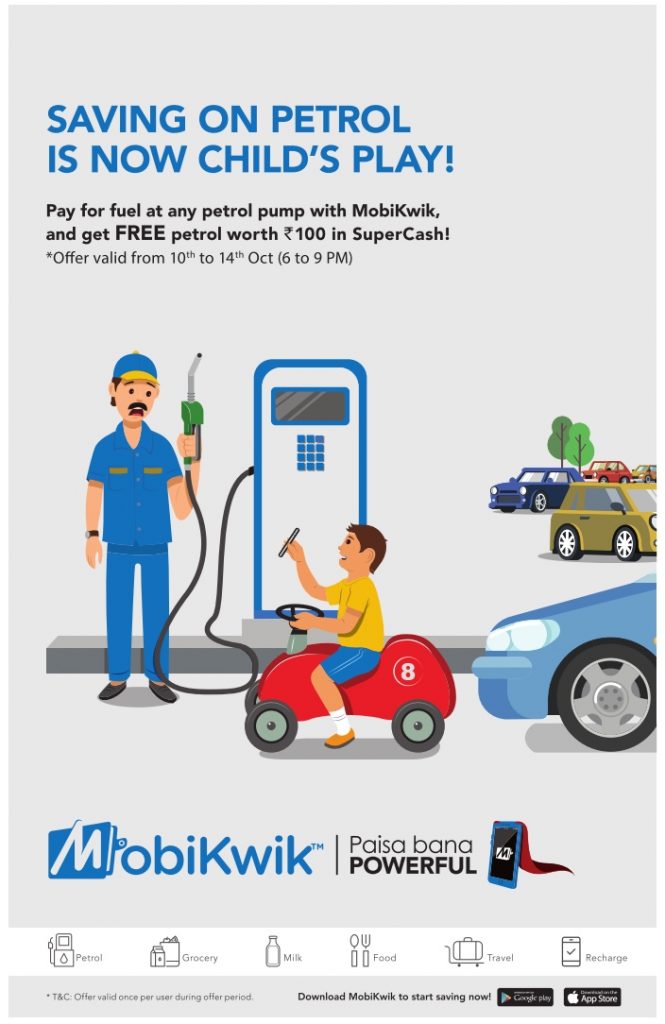 SAVING ON PETROL
IS NOW CHILD'S PLAY!
Pay for fuel at any petrol pump with MobiKwik,
and get FREE petrol worth ₹100 in SuperCash!
*Offer valid from 10th to 14th Oct (6 to 9 PM)
8
MobiKwik™ | Paisa bana
POWERFUL
M
Petrol
Grocery
Milk
Food
Travel
Recharge
* T&C: Offer valid once per user during offer period.
Download MobiKwik to start saving now!
Google play
Download on the
App Store